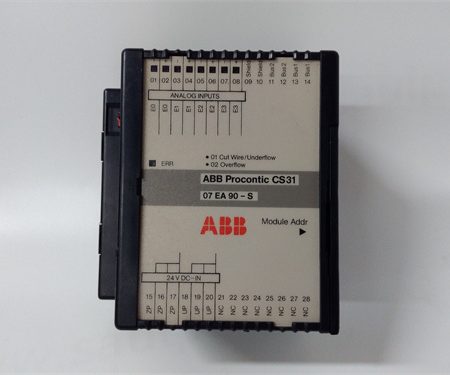 + - + - + - + - Shield Shield Bus2 Bus2 Bus1 Bus1
01 02 03 04 05 06 07 08 09 10 11 12 13 14
ANALOG INPUTS
E0 E0 E1 E1 E2 E2 E3 E3
ERR
01 Cut Wire/Underflow
02 Overflow
ABB Procontic CS31
07 EA 90 - S
ABB
Module Addr
24 V DC-IN
15 16 17 18 19 20 21 22 23 24 25 26 27 28
ZP ZP ZP UP UP UP NC NC NC NC NC NC NC NC